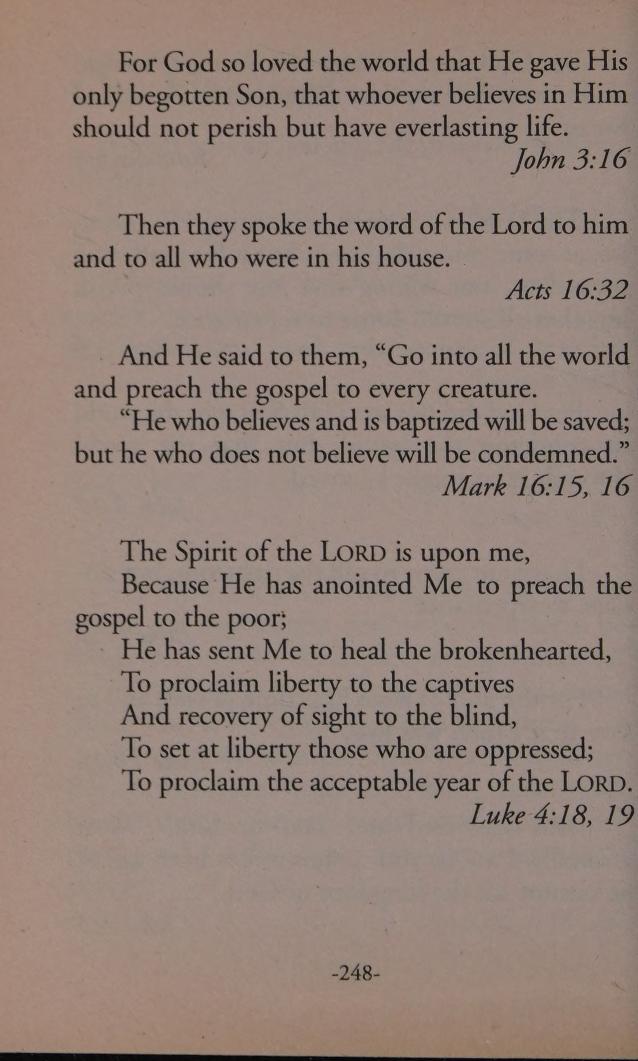 For God so loved the world that He gave His
only begotten Son, that whoever believes in Him
should not perish but have everlasting life.
John 3:16
Then they spoke the word of the Lord to him
and to all who were in his house.
Acts 16:32
And He said to them, “Go into all the world
and preach the gospel to every creature.
“He who believes and is baptized will be saved;
but he who does not believe will be condemned.”
Mark 16:15, 16
The Spirit of the LORD is upon me,
Because He has anointed Me to preach the
gospel to the poor;
He has sent Me to heal the brokenhearted,
To proclaim liberty to the captives
And recovery of sight to the blind,
To set at liberty those who are oppressed;
To proclaim the acceptable year of the LORD.
Luke 4:18, 19
-248-